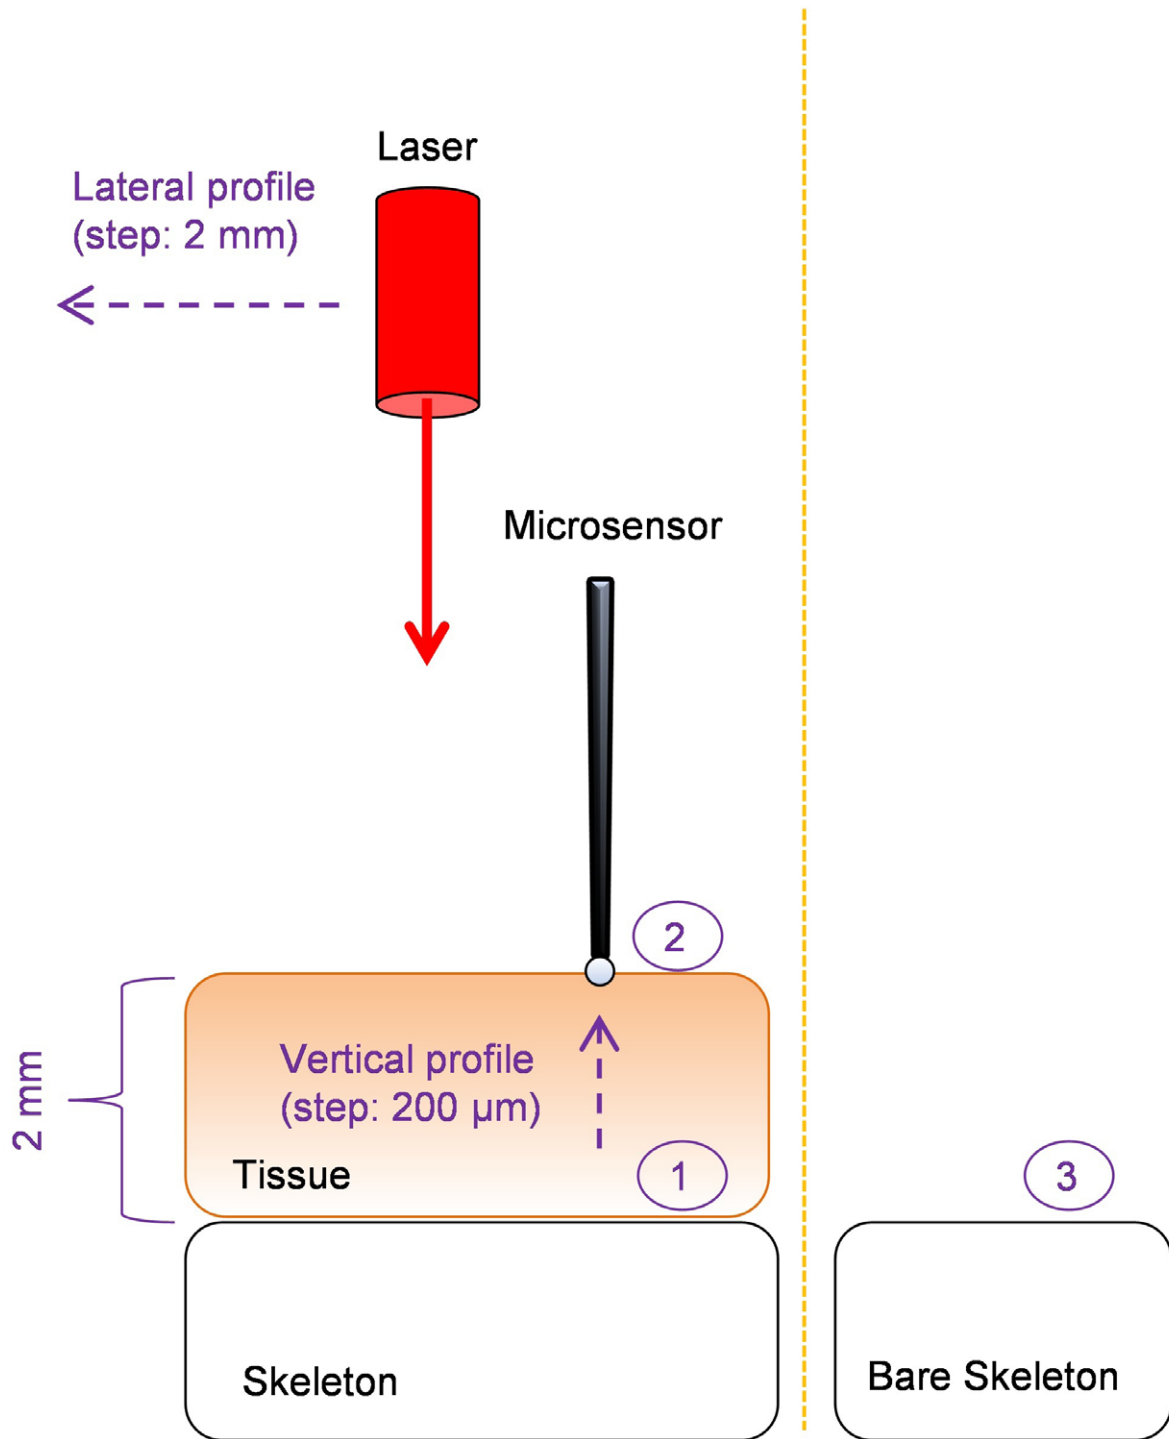 Laser
Lateral profile
(step: 2 mm)
Microsensor
2
2 mm
Vertical profile
(step: 200 µm)
Tissue
1
3
Skeleton
Bare Skeleton